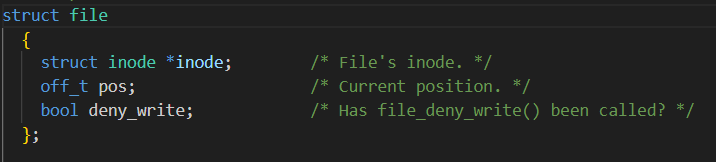 struct file
{
struct inode *inode; /* File's inode. */
off_t pos; /* Current position. */
bool deny_write; /* Has file_deny_write() been called? */
};